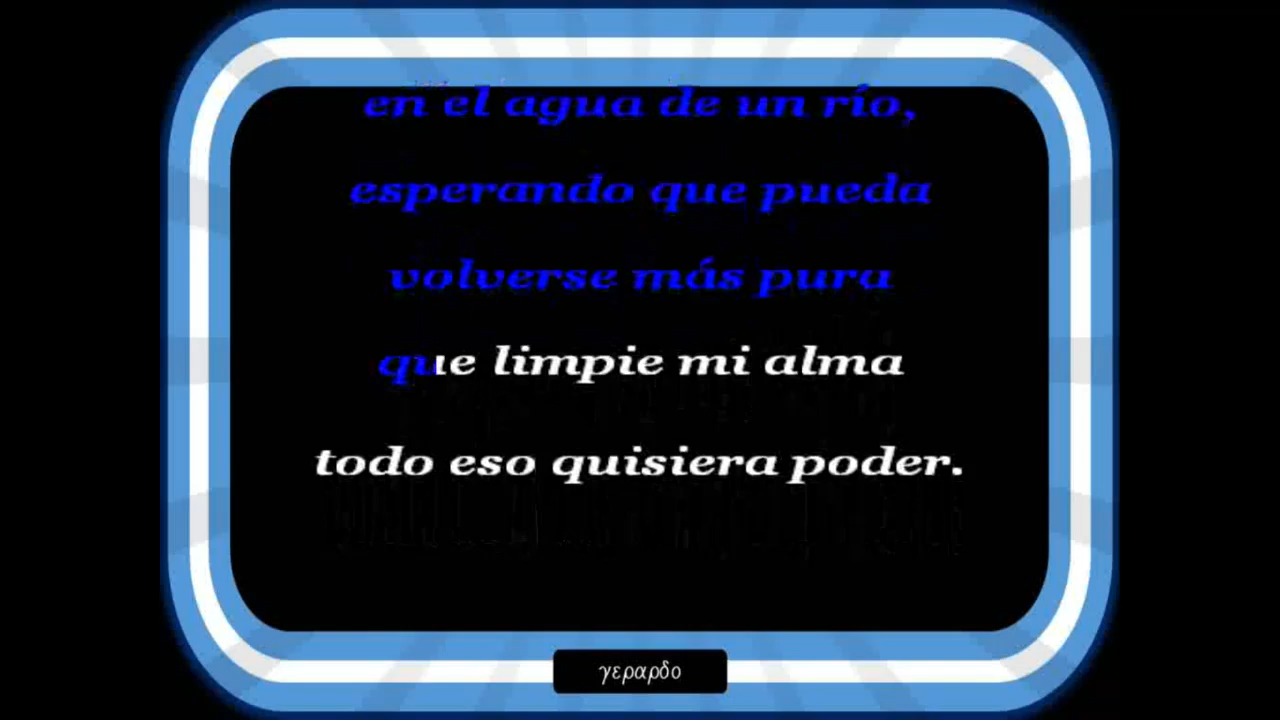 en el agua de un río,
esperando que pueda
volverse más pura
que limpie mi alma
todo eso quisiera poder.
γεραρδο